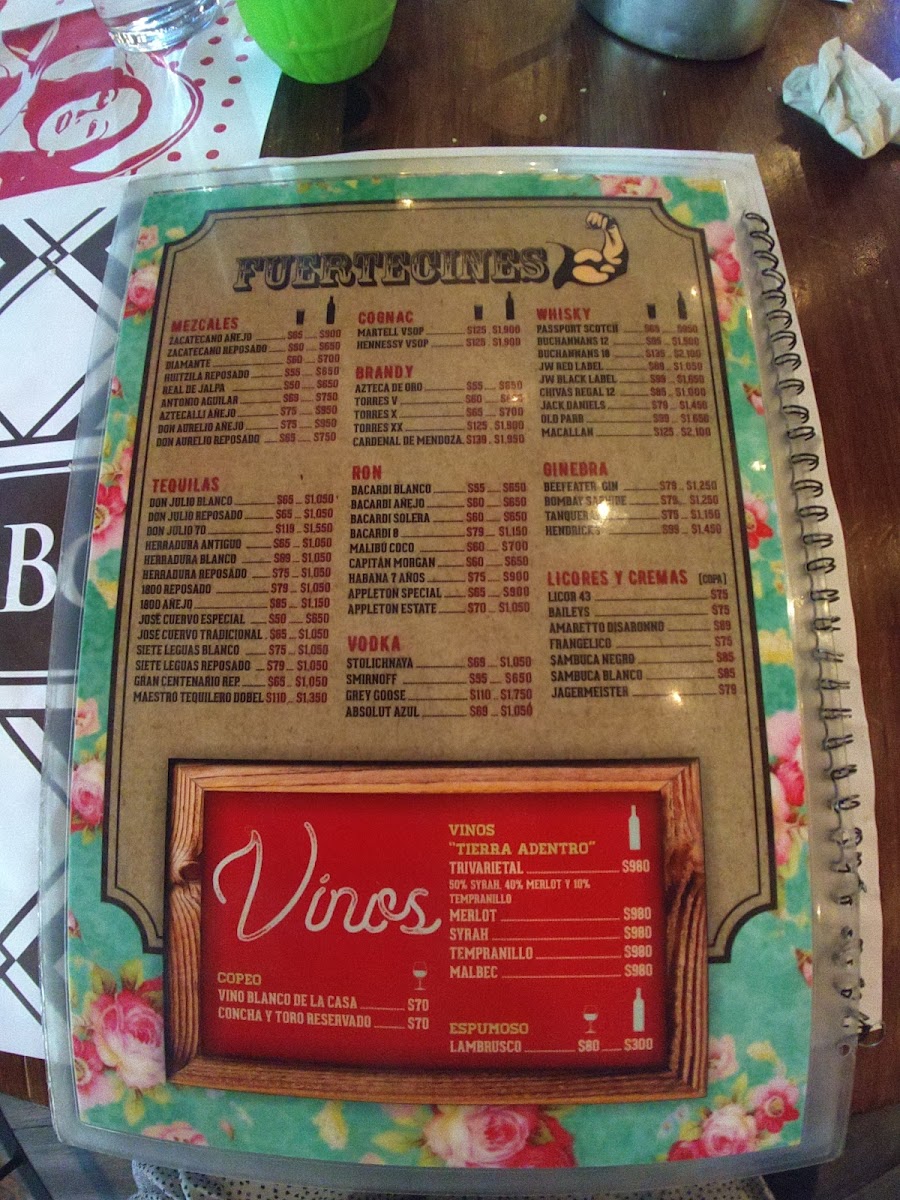 FUERTECINES
MEZCALES
ZACATECANO AÑEJO $65 $900
ZACATECANO REPOSADO $50 $650
DIAMANTE $60 $700
HUITZILA REPOSADO $55 $650
REAL DE JALPA $50 $650
ANTONIO AGUILAR $65 $750
AZTECALLI AÑEJO $75 $950
DON AURELIO AÑEJO $75 $950
DON AURELIO REPOSADO $65 $750
TEQUILAS
DON JULIO BLANCO $65 $1,050
DON JULIO REPOSADO $65 $1,050
DON JULIO 70 $119 $1,550
HERRADURA ANTIGUO $65 $1,050
HERRADURA BLANCO $69 $1,050
HERRADURA REPOSADO $75 $1,050
1800 REPOSADO $79 $1,050
1800 AÑEJO $85 $1,150
JOSE CUERVO ESPECIAL $50 $650
JOSE CUERVO TRADICIONAL $65 $1,050
SIETE LEGUAS BLANCO $75 $1,050
SIETE LEGUAS REPOSADO $79 $1,050
GRAN CENTENARIO REP. $65 $1,050
MAESTRO TEQUILERO DOBEL $110 $1,350
COGNAC
MARTELL VSOP $125 $1,900
HENNESSY VSOP $125 $1,900
BRANDY
AZTECA DE ORO $55 $650
TORRES V $60
TORRES X $65 $700
TORRES XX $125 $1,800
CARDENAL DE MENDOZA $139 $1,950
RON
BACARDI BLANCO $55 $650
BACARDI AÑEJO $60 $650
BACARDI SOLERA $60 $650
BACARDI 8 $79 $1,150
MALIBÚ COCO $60 $700
CAPITÁN MORGAN $60 $650
HABANA 7 AÑOS $75 $900
APPLETON SPECIAL $65 $900
APPLETON ESTATE $70 $1,050
VODKA
STOLICHNAYA $69 $1,050
SMIRNOFF $55 $650
GREY GOOSE $110 $1,750
ABSOLUT AZUL $69 $1,050
WHISKY
PASSPORT SCOTCH $65 $950
BUCHANNANS 12 $1,600
BUCHANNANS 18 $135 $2,100
JW RED LABEL $69 $1,050
JW BLACK LABEL $99 $1,650
CHIVAS REGAL 12
JACK DANIELS $79 $1,450
OLD PARR $99 $1,650
MACALLAN $125 $2,100
GINEBRA
BEEFEATER GIN $79 $1,250
BOMBAY SAPHIRE $79 $1,250
$75 $1,150
HENDRICKS $99 $1,450
LICORES Y CREMAS [COPA]
LICOR 43 $75
BAILEYS $75
AMARETTO DISARONNO $89
FRANGELICO $75
SAMBUCA NEGRO $85
SAMBUCA BLANCO $85
JAGERMEISTER $79
Vinos
COPEO
VINO BLANCO DE LA CASA $70
CONCHA Y TORO RESERVADO $70
VINOS
"TIERRA ADENTRO"
TRIVARIETAL $980
50% SYRAH, 40% MERLOT Y 10%
TEMPRANILLO
MERLOT $980
SYRAH $980
TEMPRANILLO $980
MALBEC $980
ESPUMOSO
LAMBRUSCO $80 $300